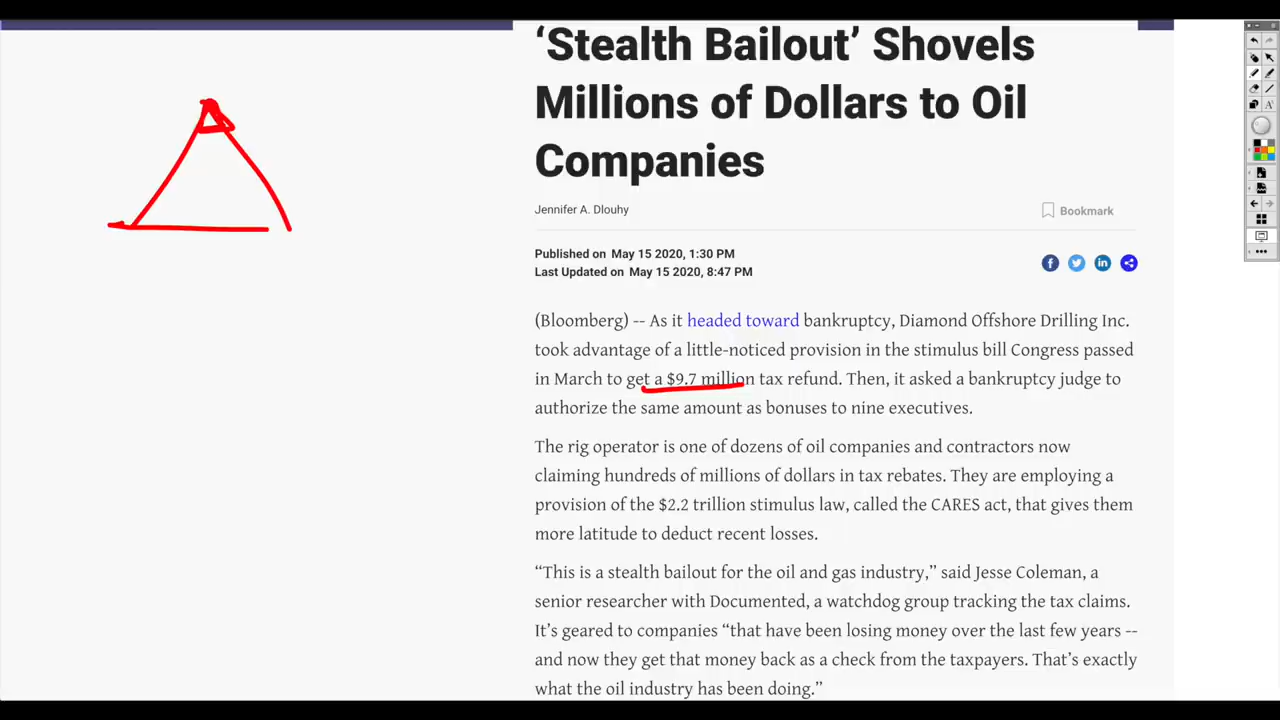 ‘Stealth Bailout’ Shovels
Millions of Dollars to Oil
Companies
Jennifer A. Dlouhy
Bookmark
Published on May 15 2020, 1:30 PM
Last Updated on May 15 2020, 8:47 PM
(Bloomberg) -- As it headed toward bankruptcy, Diamond Offshore Drilling Inc.
took advantage of a little-noticed provision in the stimulus bill Congress passed
in March to get a $9.7 million tax refund. Then, it asked a bankruptcy judge to
authorize the same amount as bonuses to nine executives.
The rig operator is one of dozens of oil companies and contractors now
claiming hundreds of millions of dollars in tax rebates. They are employing a
provision of the $2.2 trillion stimulus law, called the CARES act, that gives them
more latitude to deduct recent losses.
“This is a stealth bailout for the oil and gas industry,” said Jesse Coleman, a
senior researcher with Documented, a watchdog group tracking the tax claims.
It’s geared to companies “that have been losing money over the last few years --
and now they get that money back as a check from the taxpayers. That’s exactly
what the oil industry has been doing.”